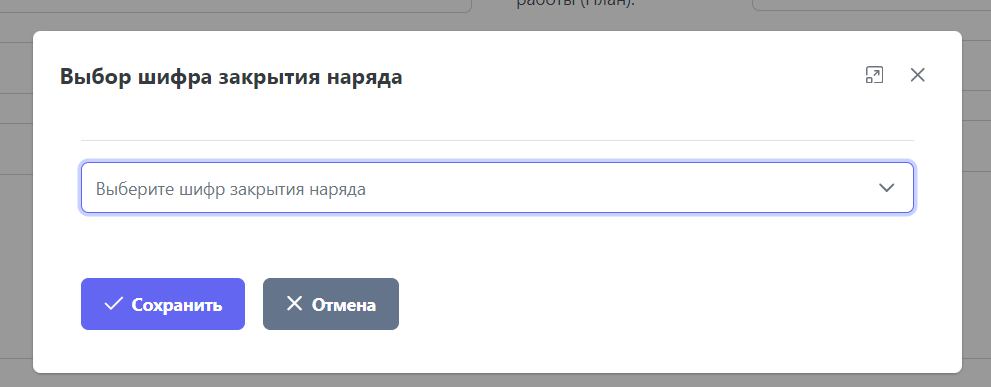 работы (План):
Выбор шифра закрытия наряда
Выберите шифр закрытия наряда
Сохранить
Отмена